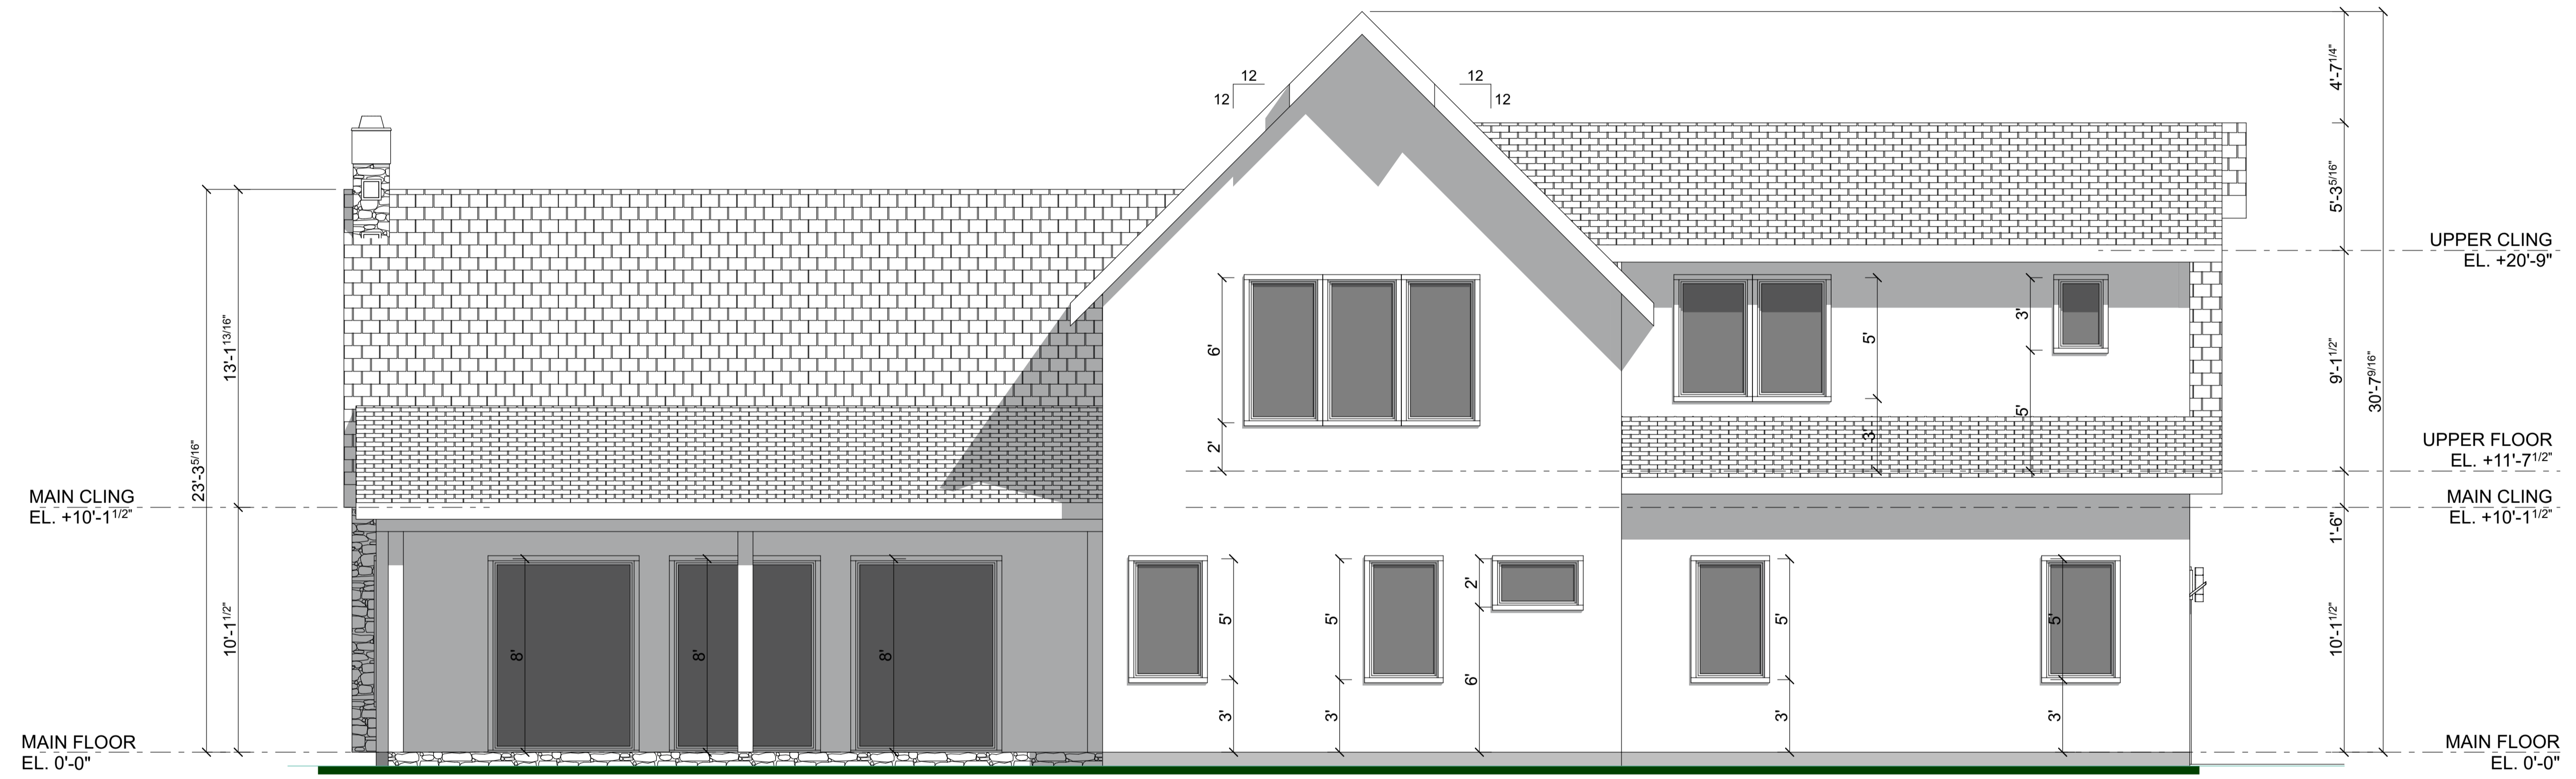 12
12
12
12
4'-7 1/4"
5'-3 5/16"
UPPER CLING
EL. +20'-9"
9'-1 1/2"
30'-7 9/16"
UPPER FLOOR
EL. +11'-7 1/2"
MAIN CLING
EL. +10'-1 1/2"
1'-6"
10'-1 1/2"
MAIN FLOOR
EL. 0'-0"
13'-1 13/16"
23'-3 5/16"
MAIN CLING
EL. +10'-1 1/2"
10'-1 1/2"
MAIN FLOOR
EL. 0'-0"
6'
2'
5'
3'
3'
5'
8'
8'
8'
5'
3'
5'
3'
2'
6'
5'
3'
5'
3'